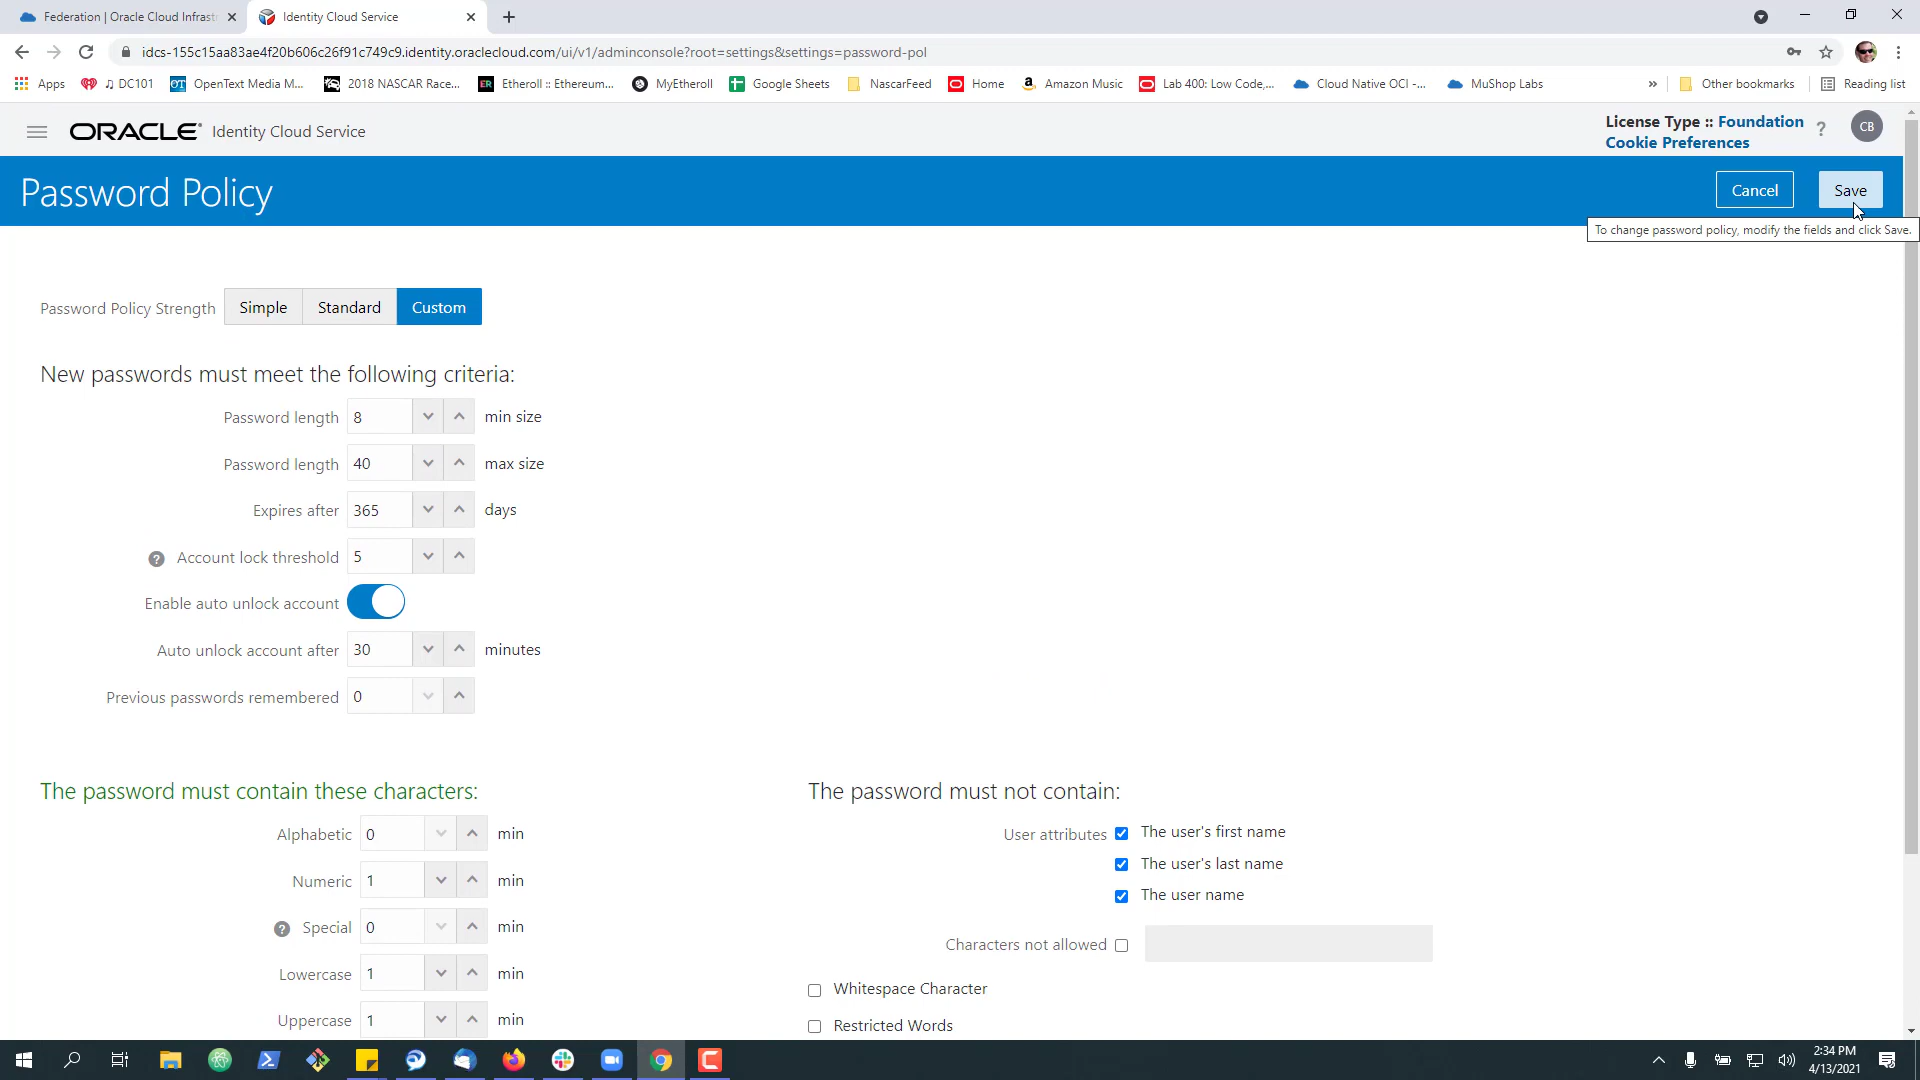 Federation | Oracle Cloud Infrast
Identity Cloud Service
idcs-155c15aa83ae4f20b606c26f91c749c9.identity.oraclecloud.com/ui/v1/adminconsole?root=settings&settings=password-pol
Apps
♫ DC101
OpenText Media M...
2018 NASCAR Race...
ER
Etheroll :: Ethereum...
MyEtheroll
Google Sheets
NascarFeed
Home
Amazon Music
Lab 400: Low Code,...
Cloud Native OCI -...
MuShop Labs
»
Other bookmarks
Reading list
ORACLE® Identity Cloud Service
License Type :: Foundation
Cookie Preferences
?
CB
Password Policy
Cancel
Save
To change password policy, modify the fields and click Save.
Password Policy Strength
Simple
Standard
Custom
New passwords must meet the following criteria:
Password length 8 min size
Password length 40 max size
Expires after 365 days
? Account lock threshold 5
Enable auto unlock account
Auto unlock account after 30 minutes
Previous passwords remembered 0
The password must contain these characters:
Alphabetic 0 min
Numeric 1 min
? Special 0 min
Lowercase 1 min
Uppercase 1 min
The password must not contain:
User attributes The user's first name
The user's last name
The user name
Characters not allowed
Whitespace Character
Restricted Words
2:34 PM
4/13/2021